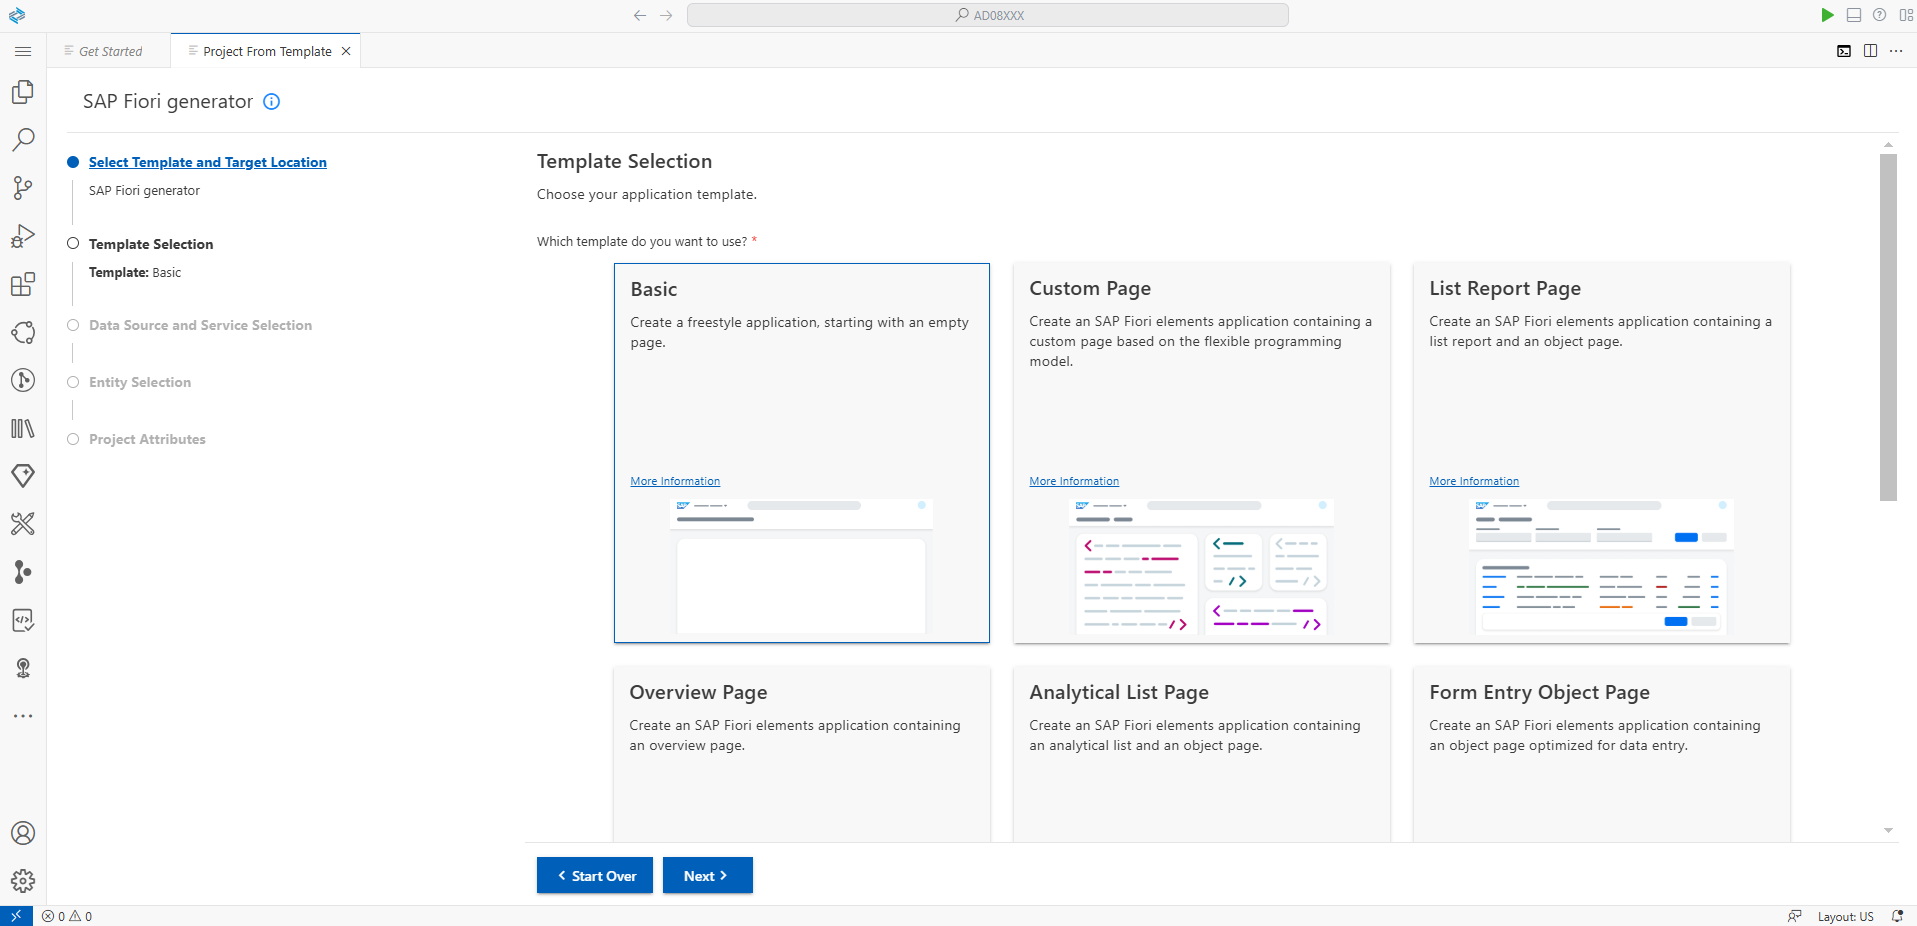 AD08XXX
Get Started
Project From Template
SAP Fiori generator
Select Template and Target Location
SAP Fiori generator
Template Selection
Template: Basic
Data Source and Service Selection
Entity Selection
Project Attributes
Template Selection
Choose your application template.
Which template do you want to use? *
Basic
Create a freestyle application, starting with an empty
page.
More Information
SAP
Custom Page
Create an SAP Fiori elements application containing a
custom page based on the flexible programming
model.
More Information
SAP
List Report Page
Create an SAP Fiori elements application containing a
list report and an object page.
More Information
SAP
Overview Page
Create an SAP Fiori elements application containing
an overview page.
Analytical List Page
Create an SAP Fiori elements application containing
an analytical list and an object page.
Form Entry Object Page
Create an SAP Fiori elements application containing
an object page optimized for data entry.
Start Over
Next
0 0
Layout: US